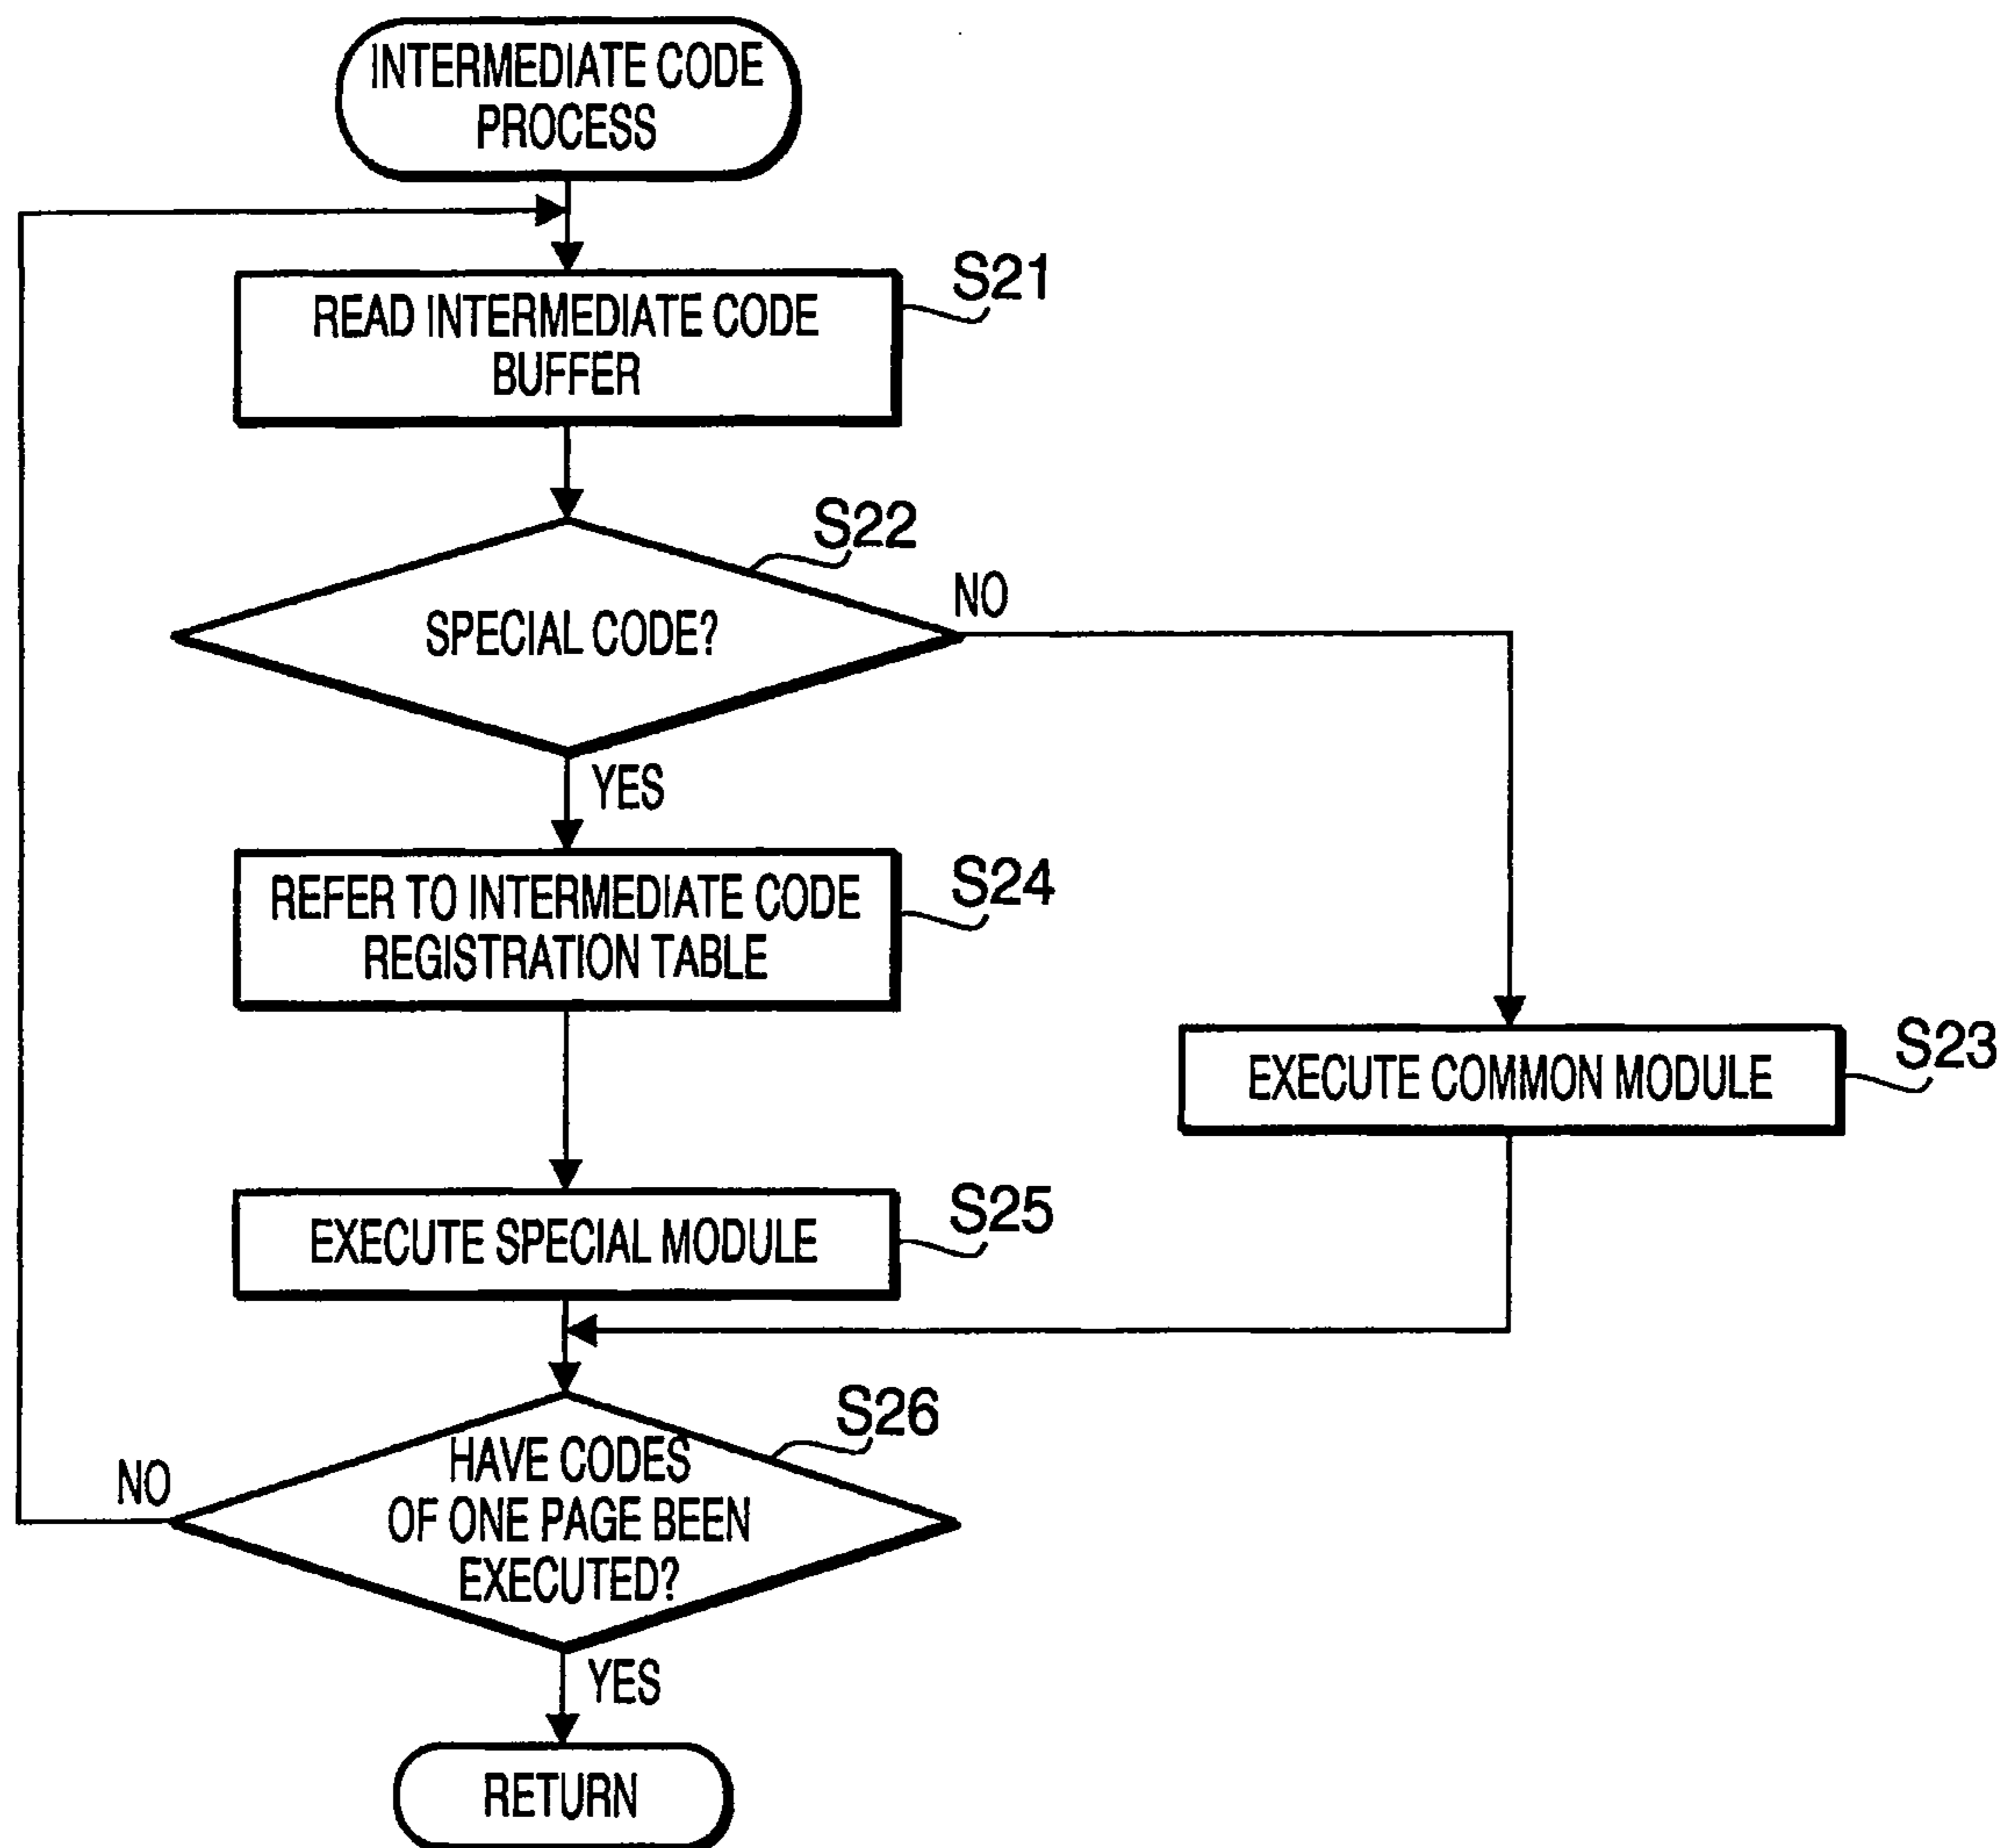 INTERMEDIATE CODE
PROCESS
S21
READ INTERMEDIATE CODE
BUFFER
S22
SPECIAL CODE?
NO
YES
S24
REFER TO INTERMEDIATE CODE
REGISTRATION TABLE
S23
EXECUTE COMMON MODULE
S25
EXECUTE SPECIAL MODULE
S26
HAVE CODES
OF ONE PAGE BEEN
EXECUTED?
NO
YES
RETURN